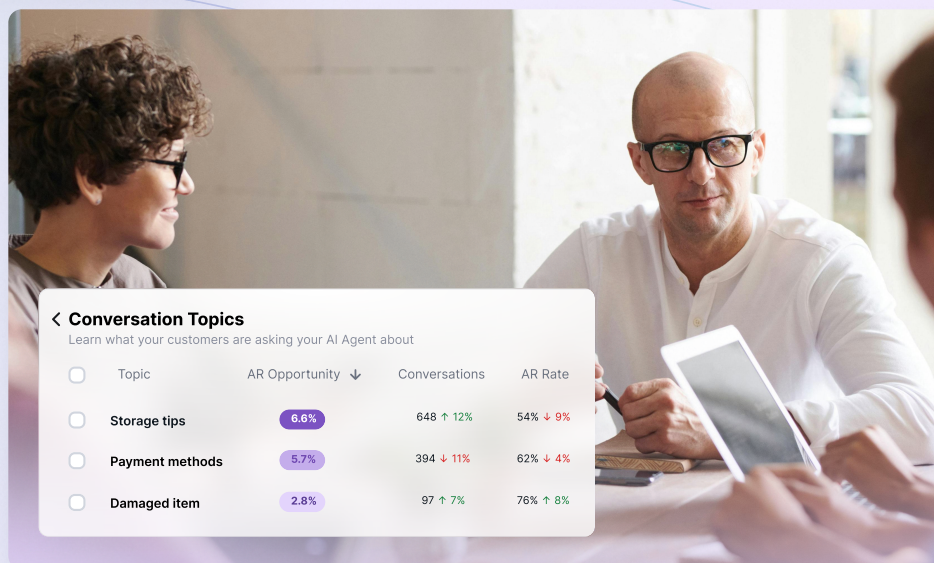 Conversation Topics
Learn what your customers are asking your AI Agent about
Topic AR Opportunity ↓ Conversations AR Rate
Storage tips 6.6% 648 ↑ 12% 54% ↓ 9%
Payment methods 5.7% 394 ↓ 11% 62% ↓ 4%
Damaged item 2.8% 97 ↑ 7% 76% ↑ 8%